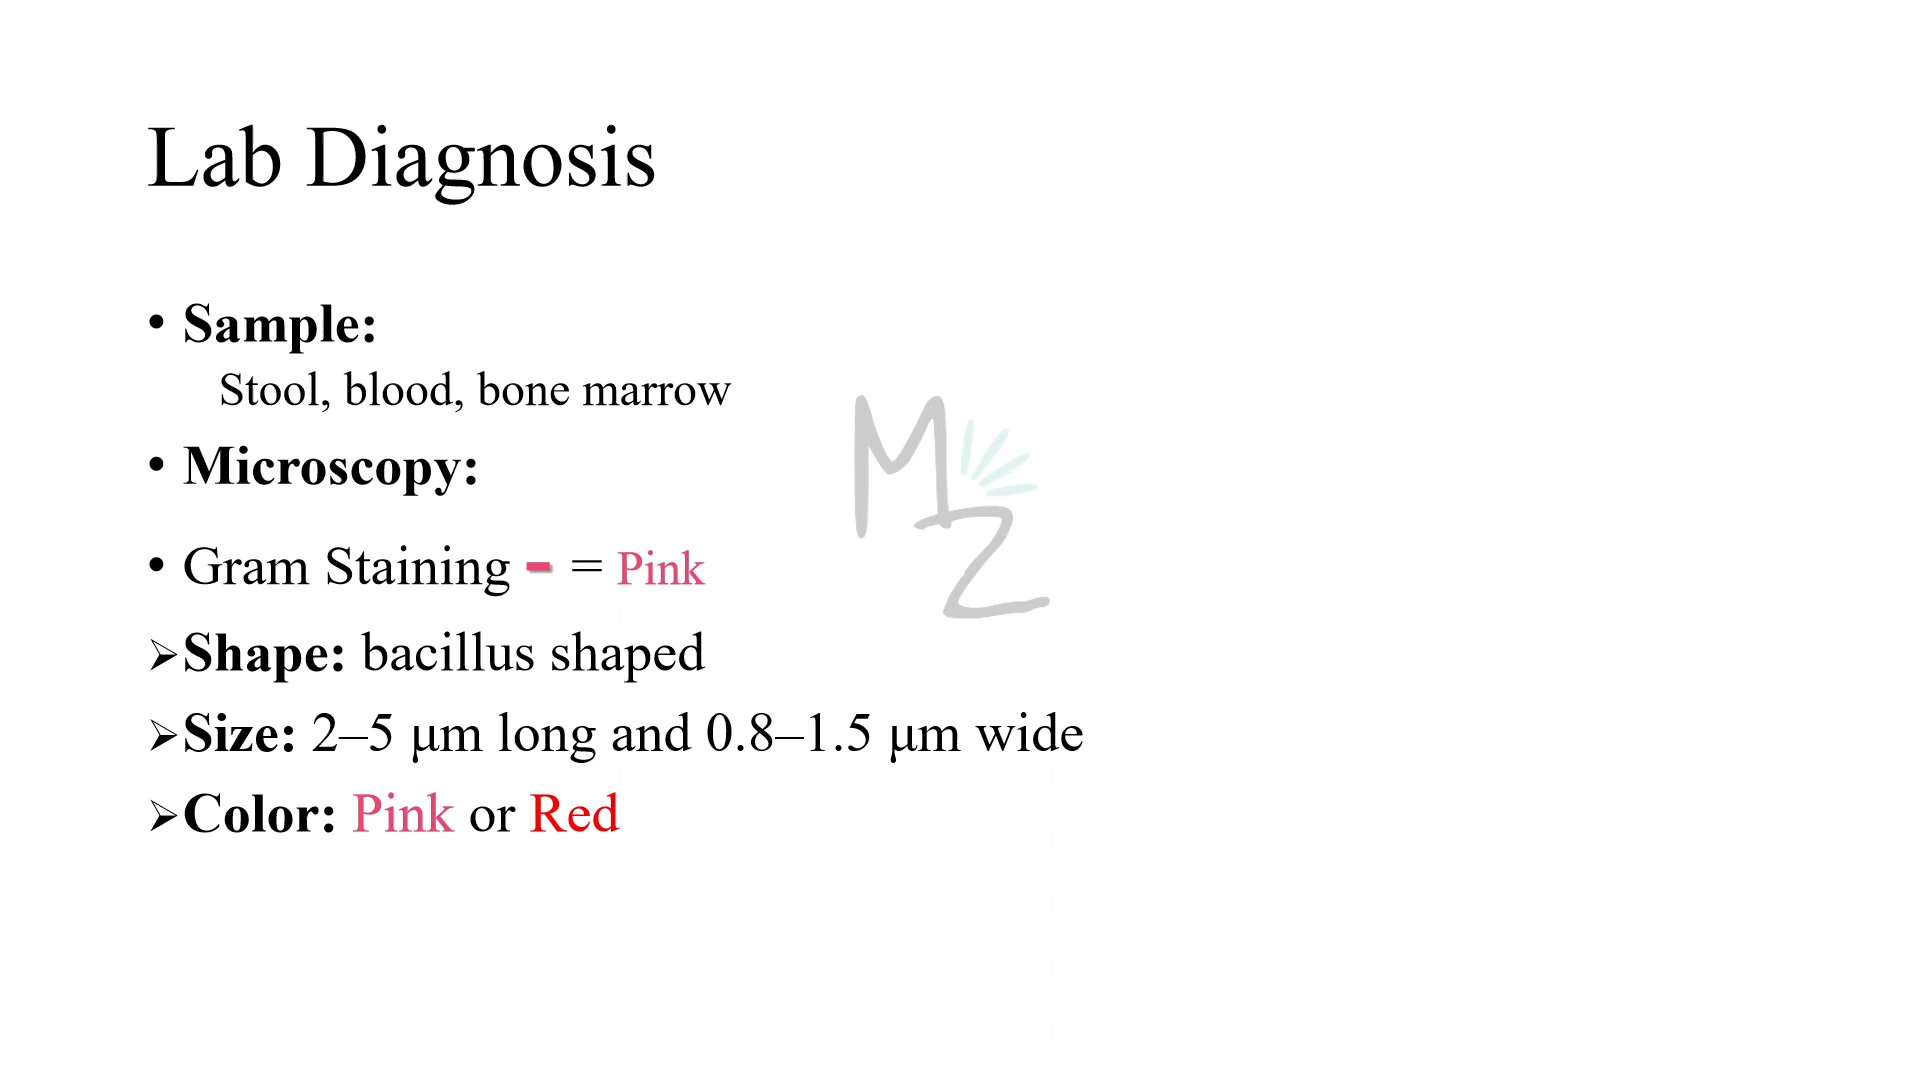 Lab Diagnosis
• Sample:
Stool, blood, bone marrow
• Microscopy:
• Gram Staining - = Pink
➢Shape: bacillus shaped
➢Size: 2–5 μm long and 0.8–1.5 μm wide
➢Color: Pink or Red
MZ